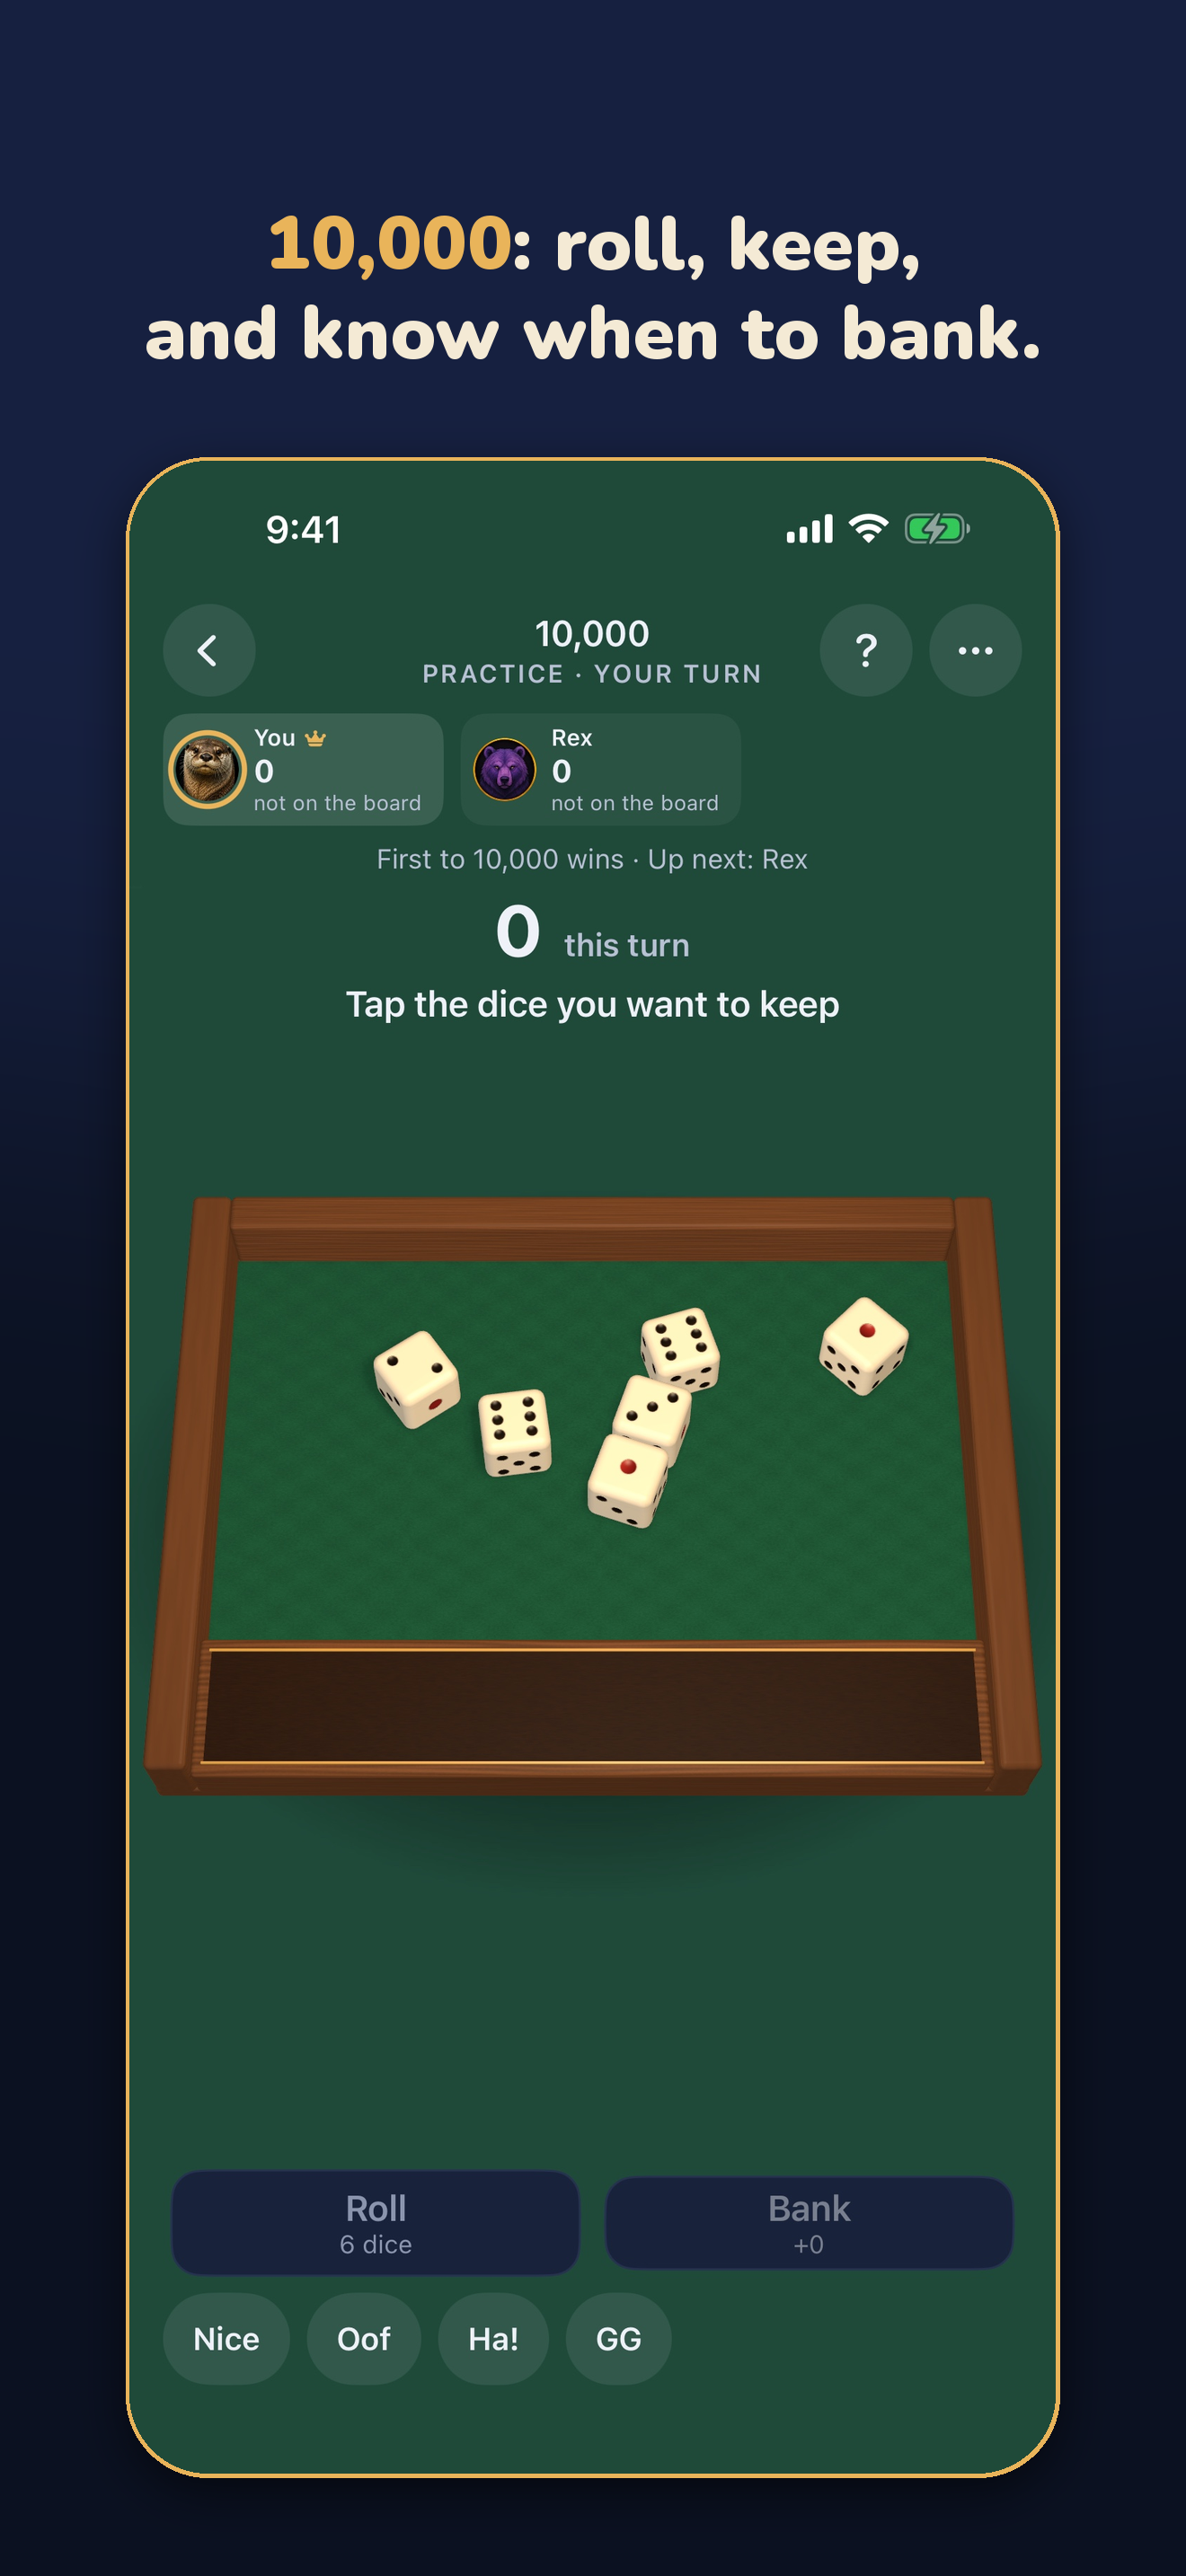 10,000: roll, keep,
and know when to bank.
9:41
10,000
PRACTICE · YOUR TURN
?
You
0
not on the board
Rex
0
not on the board
First to 10,000 wins · Up next: Rex
0 this turn
Tap the dice you want to keep
Roll
6 dice
Bank
+0
Nice
Oof
Ha!
GG